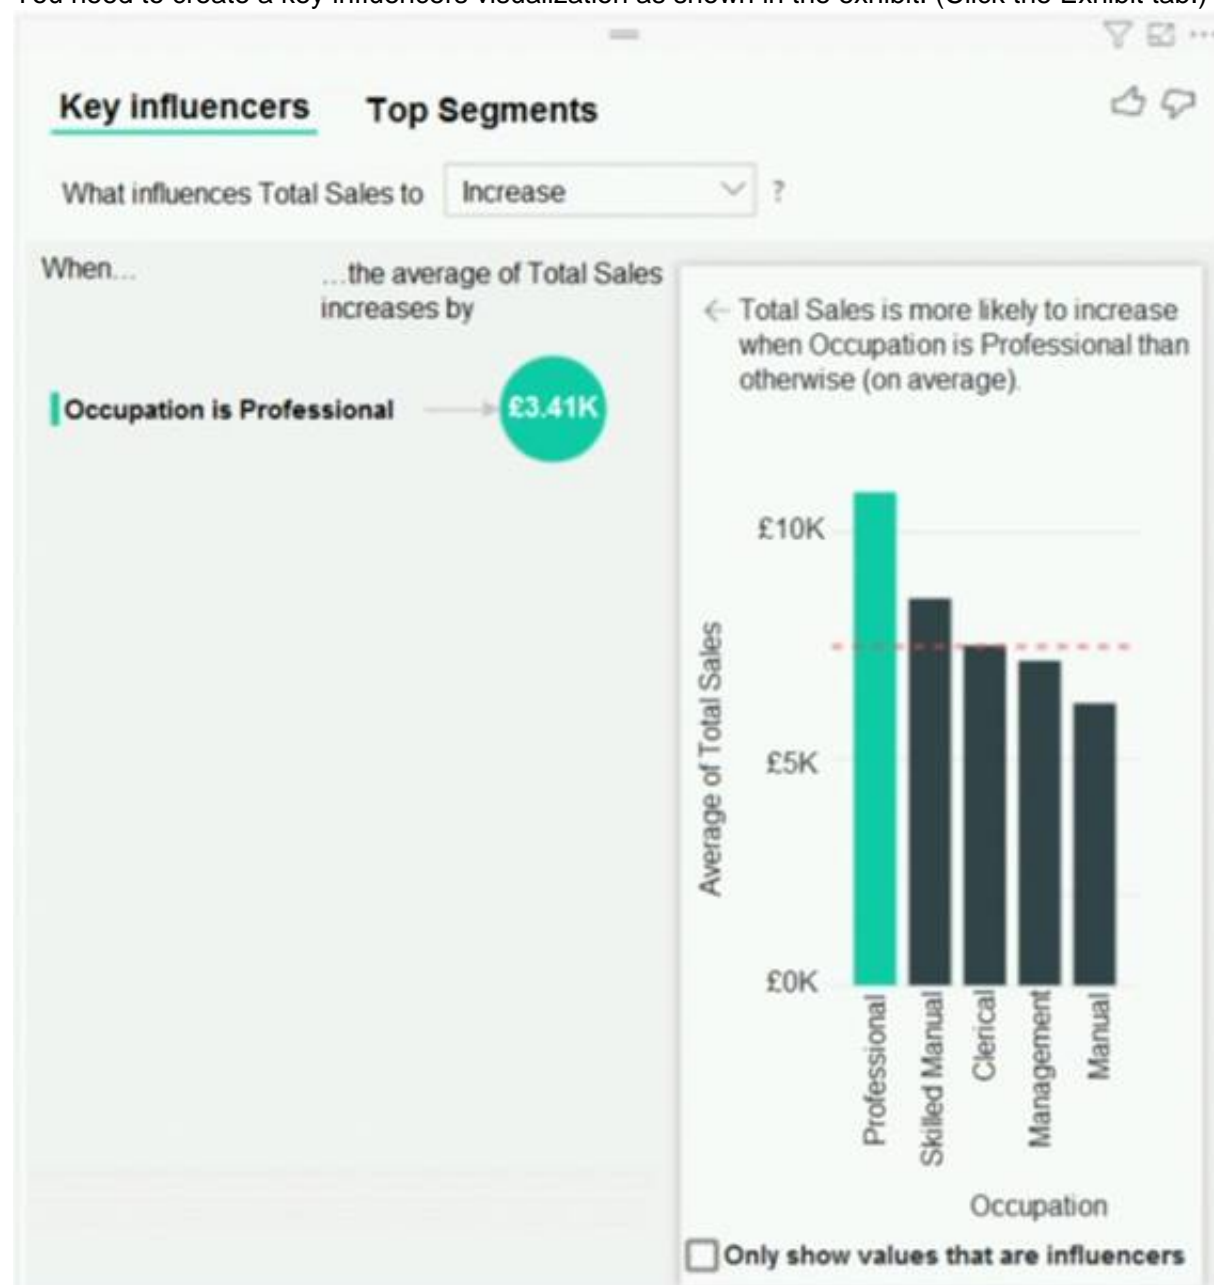 You need to create a key influencers visualization as shown in the exhibit. (Click the Exhibit tab.)
Key influencers Top Segments
What influences Total Sales to Increase ?
When...
...the average of Total Sales
increases by
Occupation is Professional £3.41K
Total Sales is more likely to increase
when Occupation is Professional than
otherwise (on average).
£10K
£5K
£0K
Average of Total Sales
Professional
Skilled Manual
Clerical
Management
Manual
Occupation
Only show values that are influencers